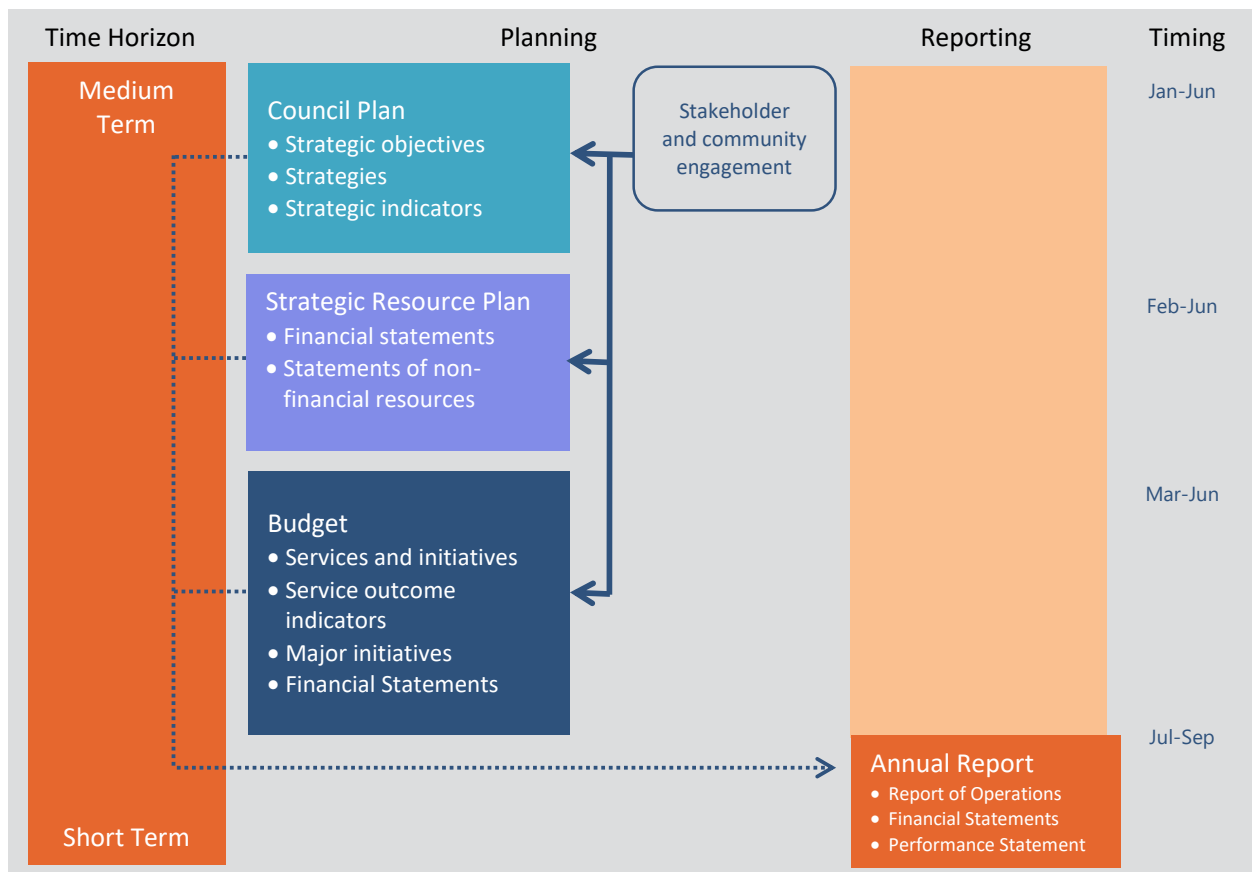 Time Horizon
Planning
Reporting
Timing
Medium
Term
Council Plan
• Strategic objectives
• Strategies
• Strategic indicators
Stakeholder
and community
engagement
Jan-Jun
Strategic Resource Plan
• Financial statements
• Statements of non-
financial resources
Feb-Jun
Budget
• Services and initiatives
• Service outcome
indicators
• Major initiatives
• Financial Statements
Mar-Jun
Jul-Sep
Annual Report
• Report of Operations
• Financial Statements
• Performance Statement
Short Term